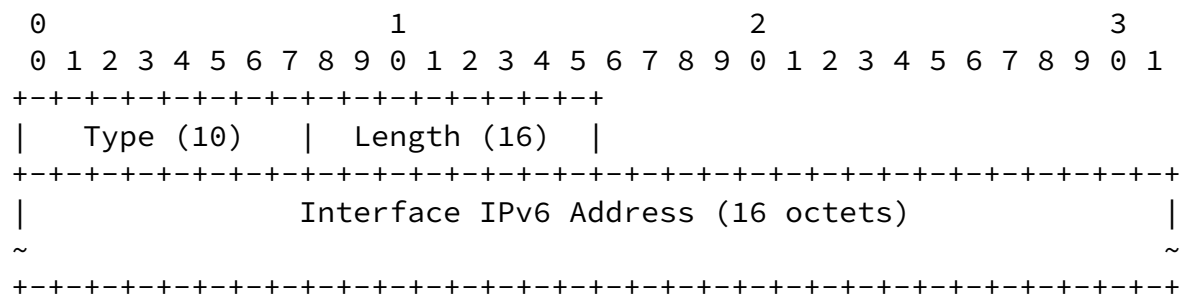 0                   1                   2                   3
 0 1 2 3 4 5 6 7 8 9 0 1 2 3 4 5 6 7 8 9 0 1 2 3 4 5 6 7 8 9 0 1
+-+-+-+-+-+-+-+-+-+-+-+-+-+-+-+-+
|   Type (10)   |  Length (16)  |
+-+-+-+-+-+-+-+-+-+-+-+-+-+-+-+-+-+-+-+-+-+-+-+-+-+-+-+-+-+-+-+-+
|               Interface IPv6 Address (16 octets)              |
~                                                               ~
+-+-+-+-+-+-+-+-+-+-+-+-+-+-+-+-+-+-+-+-+-+-+-+-+-+-+-+-+-+-+-+-+